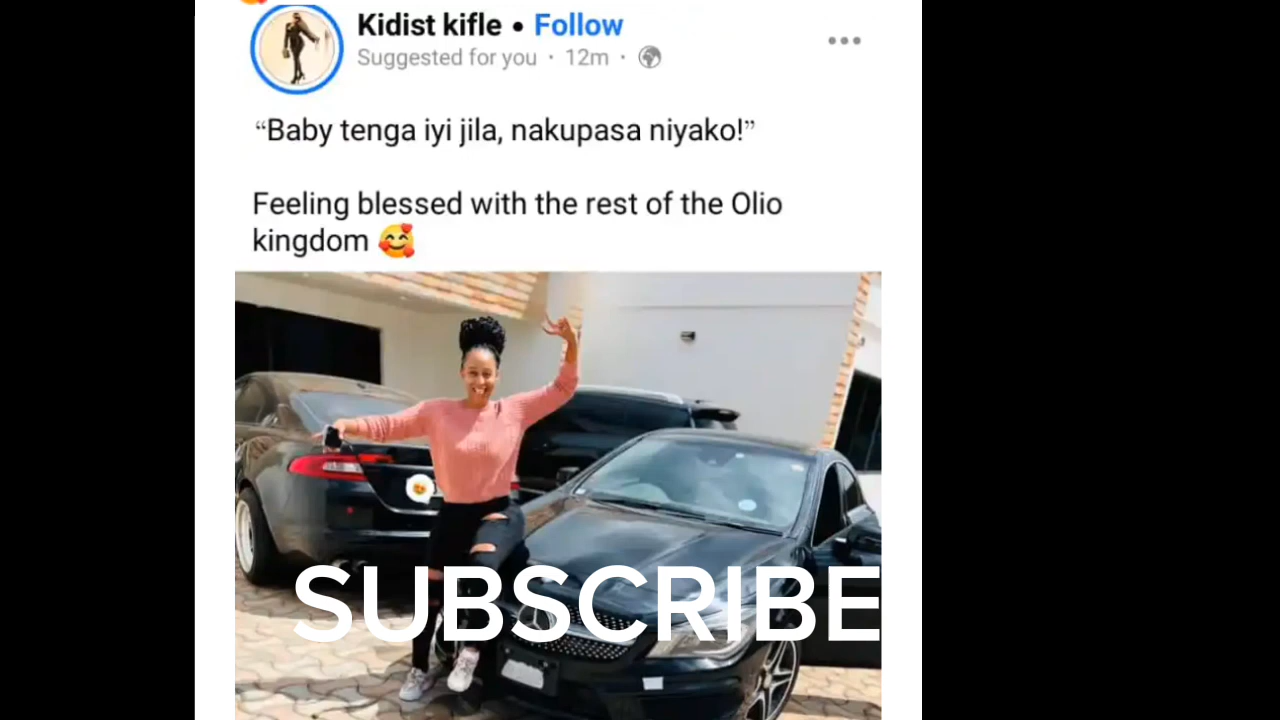 Kidist kifle • Follow
Suggested for you · 12m ·
“Baby tenga iyi jila, nakupasa niyako!”
Feeling blessed with the rest of the Olio
kingdom 🥰
SUBSCRIBE